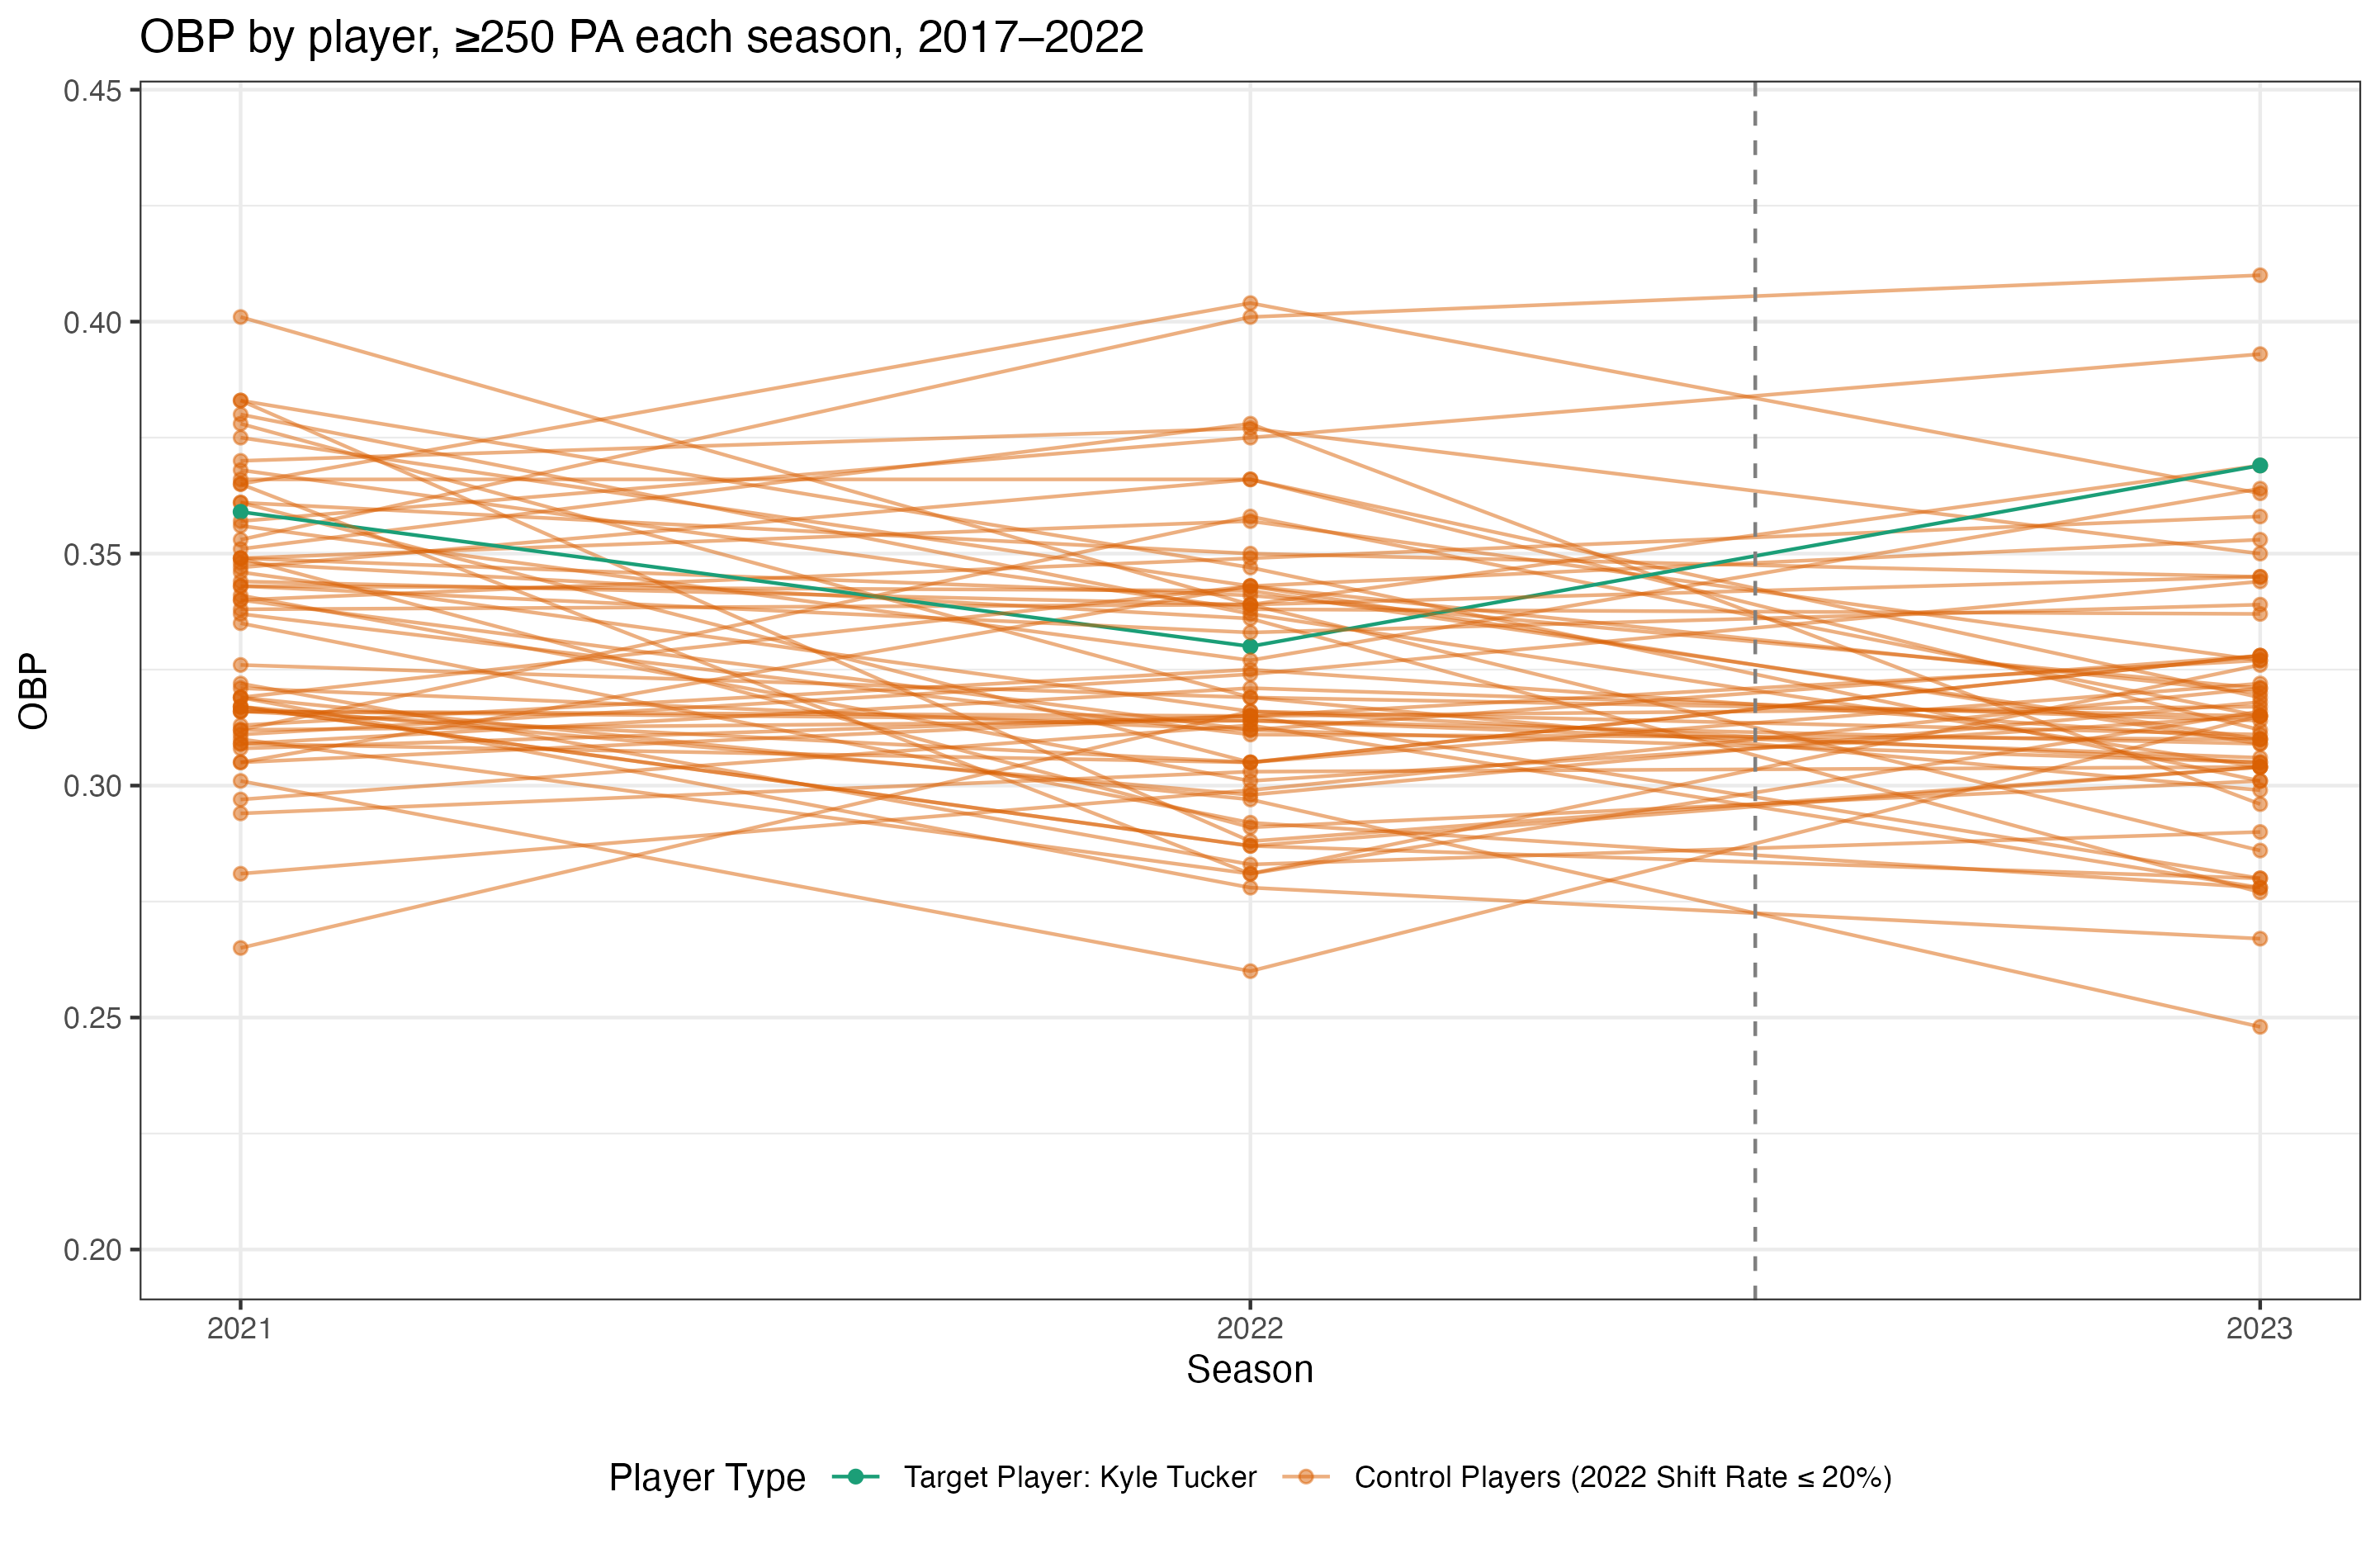 OBP by player, ≥250 PA each season, 2017–2022
OBP
0.45
0.40
0.35
0.30
0.25
0.20
2021 2022 2023
Season
Player Type Target Player: Kyle Tucker Control Players (2022 Shift Rate ≤ 20%)